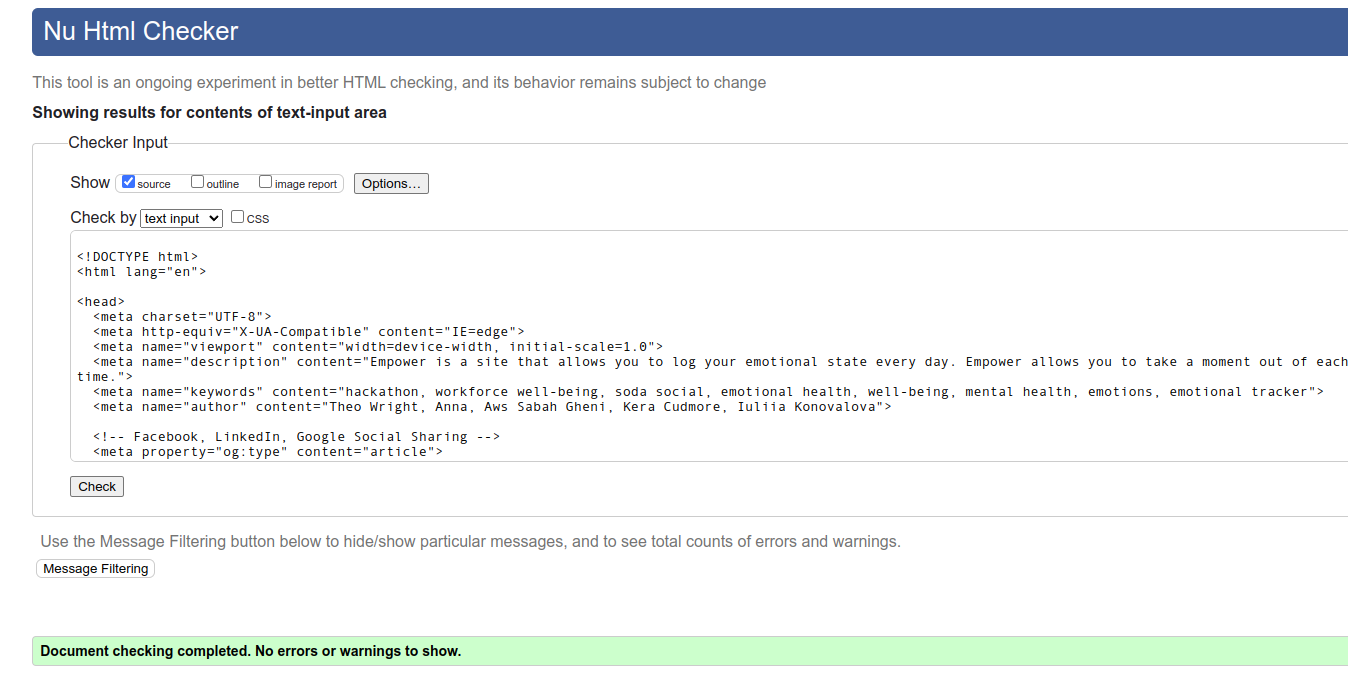 Nu Html Checker
This tool is an ongoing experiment in better HTML checking, and its behavior remains subject to change
Showing results for contents of text-input area
Checker Input
Show source outline image report Options...
Check by text input CSS
<!DOCTYPE html>
<html lang="en">
<head>
<meta charset="UTF-8">
<meta http-equiv="X-UA-Compatible" content="IE=edge">
<meta name="viewport" content="width=device-width, initial-scale=1.0">
<meta name="description" content="Empower is a site that allows you to log your emotional state every day. Empower allows you to take a moment out of each
time.">
<meta name="keywords" content="hackathon, workforce well-being, soda social, emotional health, well-being, mental health, emotions, emotional tracker">
<meta name="author" content="Theo Wright, Anna, Aws Sabah Gheni, Kera Cudmore, Iuliia Konovalova">
<!-- Facebook, LinkedIn, Google Social Sharing -->
<meta property="og:type" content="article">
Check
Use the Message Filtering button below to hide/show particular messages, and to see total counts of errors and warnings.
Message Filtering
Document checking completed. No errors or warnings to show.